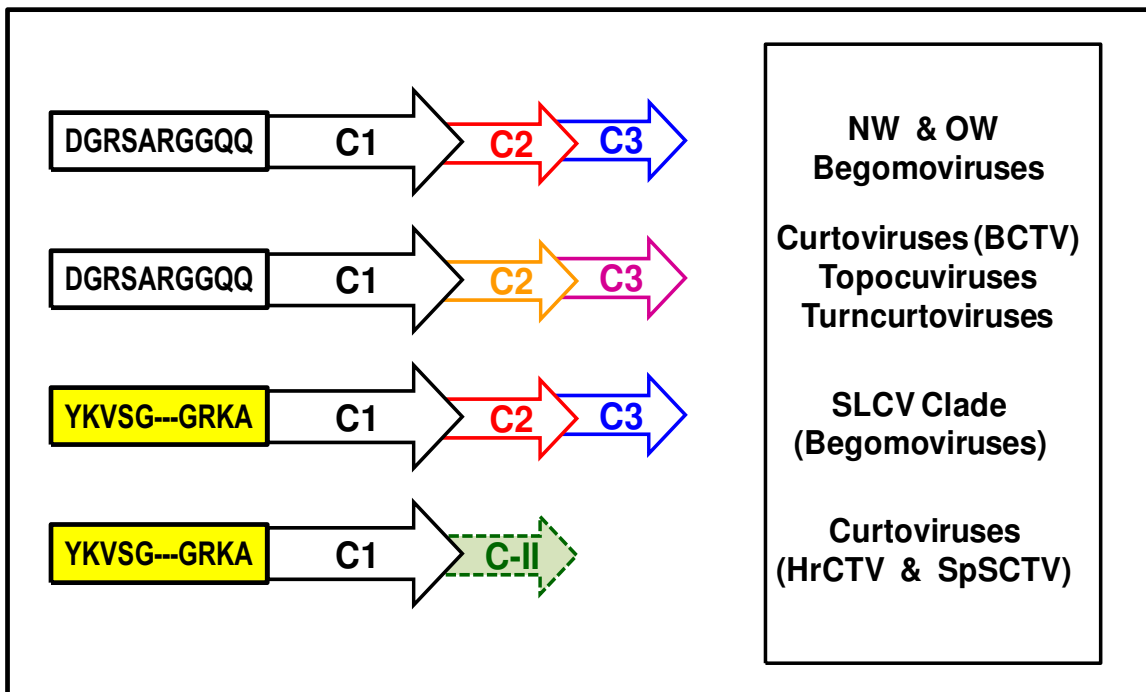 DGRSARGGQQ C1 C2 C3 NW & OW
Begomoviruses
DGRSARGGQQ C1 C2 C3 Curtoviruses (BCTV)
Topocuviruses
Turncurtoviruses
YKVSG---GRKA C1 C2 C3 SLCV Clade
(Begomoviruses)
YKVSG---GRKA C1 C-II Curtoviruses
(HrCTV & SpSCTV)